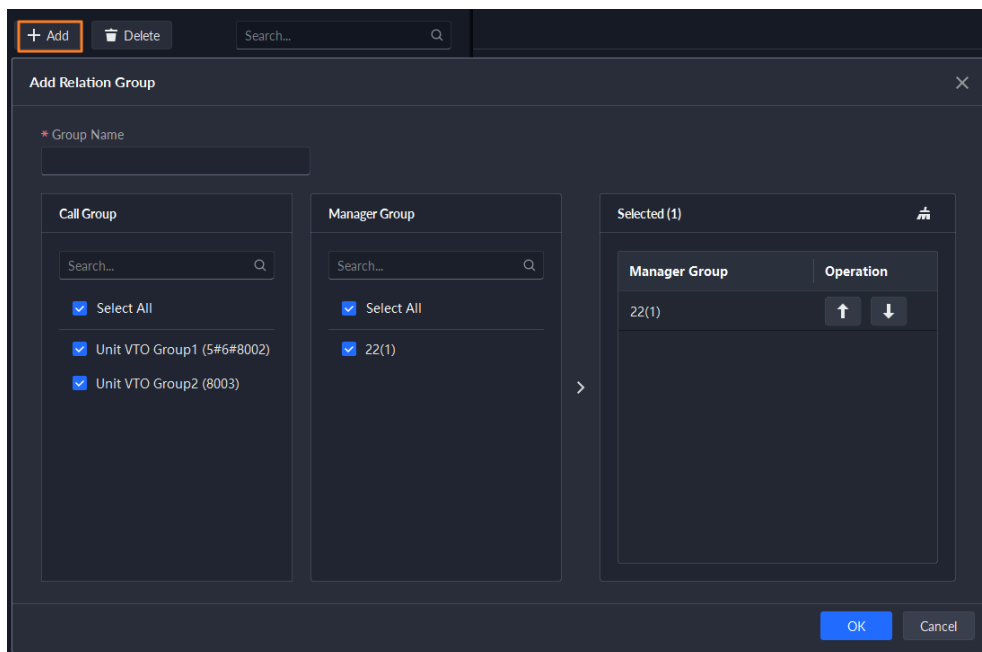 + Add
Delete
Search...
Add Relation Group
* Group Name
Call Group
Search...
Select All
Unit VTO Group1 (5#6#8002)
Unit VTO Group2 (8003)
Manager Group
Search...
Select All
22(1)
Selected (1)
Manager Group
Operation
22(1)
OK
Cancel